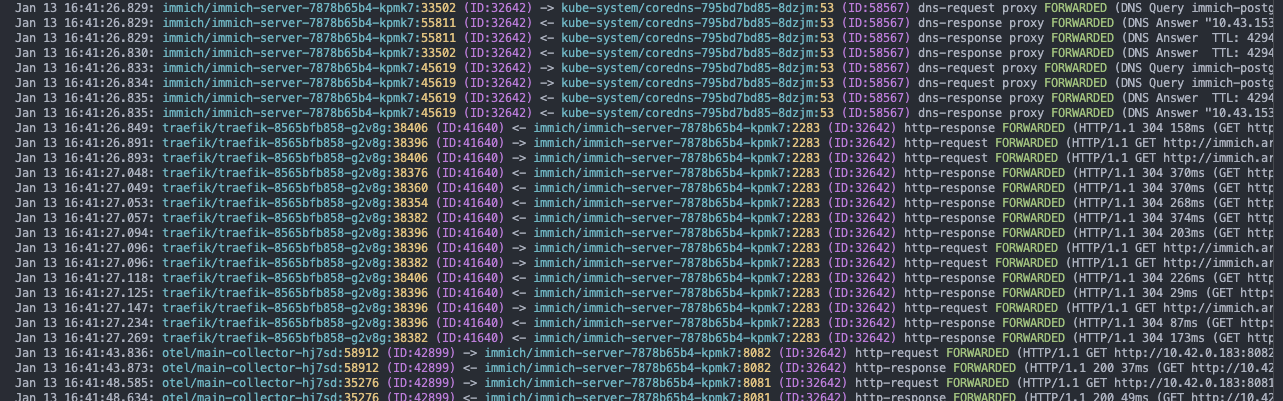 Jan 13 16:41:26.829: immich/immich-server-7878b65b4-kpmk7:33502 (ID:32642) -> kube-system/coredns-795bd7bd85-8dzjm:53 (ID:58567) dns-request proxy FORWARDED (DNS Query immich-postg
Jan 13 16:41:26.829: immich/immich-server-7878b65b4-kpmk7:55811 (ID:32642) <- kube-system/coredns-795bd7bd85-8dzjm:53 (ID:58567) dns-response proxy FORWARDED (DNS Answer "10.43.153
Jan 13 16:41:26.829: immich/immich-server-7878b65b4-kpmk7:55811 (ID:32642) <- kube-system/coredns-795bd7bd85-8dzjm:53 (ID:58567) dns-response proxy FORWARDED (DNS Answer  TTL: 4294
Jan 13 16:41:26.830: immich/immich-server-7878b65b4-kpmk7:33502 (ID:32642) <- kube-system/coredns-795bd7bd85-8dzjm:53 (ID:58567) dns-response proxy FORWARDED (DNS Answer  TTL: 4294
Jan 13 16:41:26.833: immich/immich-server-7878b65b4-kpmk7:45619 (ID:32642) -> kube-system/coredns-795bd7bd85-8dzjm:53 (ID:58567) dns-request proxy FORWARDED (DNS Query immich-postg
Jan 13 16:41:26.834: immich/immich-server-7878b65b4-kpmk7:45619 (ID:32642) -> kube-system/coredns-795bd7bd85-8dzjm:53 (ID:58567) dns-request proxy FORWARDED (DNS Query immich-postg
Jan 13 16:41:26.835: immich/immich-server-7878b65b4-kpmk7:45619 (ID:32642) <- kube-system/coredns-795bd7bd85-8dzjm:53 (ID:58567) dns-response proxy FORWARDED (DNS Answer  TTL: 4294
Jan 13 16:41:26.835: immich/immich-server-7878b65b4-kpmk7:45619 (ID:32642) <- kube-system/coredns-795bd7bd85-8dzjm:53 (ID:58567) dns-response proxy FORWARDED (DNS Answer "10.43.153
Jan 13 16:41:26.849: traefik/traefik-8565bfb858-g2v8g:38406 (ID:41640) <- immich/immich-server-7878b65b4-kpmk7:2283 (ID:32642) http-response FORWARDED (HTTP/1.1 304 158ms (GET http
Jan 13 16:41:26.891: traefik/traefik-8565bfb858-g2v8g:38396 (ID:41640) -> immich/immich-server-7878b65b4-kpmk7:2283 (ID:32642) http-request FORWARDED (HTTP/1.1 GET http://immich.ar
Jan 13 16:41:26.893: traefik/traefik-8565bfb858-g2v8g:38406 (ID:41640) -> immich/immich-server-7878b65b4-kpmk7:2283 (ID:32642) http-request FORWARDED (HTTP/1.1 GET http://immich.ar
Jan 13 16:41:27.048: traefik/traefik-8565bfb858-g2v8g:38376 (ID:41640) <- immich/immich-server-7878b65b4-kpmk7:2283 (ID:32642) http-response FORWARDED (HTTP/1.1 304 370ms (GET http
Jan 13 16:41:27.049: traefik/traefik-8565bfb858-g2v8g:38360 (ID:41640) <- immich/immich-server-7878b65b4-kpmk7:2283 (ID:32642) http-response FORWARDED (HTTP/1.1 304 370ms (GET http
Jan 13 16:41:27.053: traefik/traefik-8565bfb858-g2v8g:38354 (ID:41640) <- immich/immich-server-7878b65b4-kpmk7:2283 (ID:32642) http-response FORWARDED (HTTP/1.1 304 268ms (GET http
Jan 13 16:41:27.057: traefik/traefik-8565bfb858-g2v8g:38382 (ID:41640) <- immich/immich-server-7878b65b4-kpmk7:2283 (ID:32642) http-response FORWARDED (HTTP/1.1 304 374ms (GET http
Jan 13 16:41:27.094: traefik/traefik-8565bfb858-g2v8g:38396 (ID:41640) <- immich/immich-server-7878b65b4-kpmk7:2283 (ID:32642) http-response FORWARDED (HTTP/1.1 304 203ms (GET http
Jan 13 16:41:27.096: traefik/traefik-8565bfb858-g2v8g:38396 (ID:41640) -> immich/immich-server-7878b65b4-kpmk7:2283 (ID:32642) http-request FORWARDED (HTTP/1.1 GET http://immich.ar
Jan 13 16:41:27.096: traefik/traefik-8565bfb858-g2v8g:38382 (ID:41640) -> immich/immich-server-7878b65b4-kpmk7:2283 (ID:32642) http-request FORWARDED (HTTP/1.1 GET http://immich.ar
Jan 13 16:41:27.118: traefik/traefik-8565bfb858-g2v8g:38406 (ID:41640) <- immich/immich-server-7878b65b4-kpmk7:2283 (ID:32642) http-response FORWARDED (HTTP/1.1 304 226ms (GET http
Jan 13 16:41:27.125: traefik/traefik-8565bfb858-g2v8g:38396 (ID:41640) <- immich/immich-server-7878b65b4-kpmk7:2283 (ID:32642) http-response FORWARDED (HTTP/1.1 304 29ms (GET http:
Jan 13 16:41:27.147: traefik/traefik-8565bfb858-g2v8g:38396 (ID:41640) -> immich/immich-server-7878b65b4-kpmk7:2283 (ID:32642) http-request FORWARDED (HTTP/1.1 GET http://immich.ar
Jan 13 16:41:27.234: traefik/traefik-8565bfb858-g2v8g:38396 (ID:41640) <- immich/immich-server-7878b65b4-kpmk7:2283 (ID:32642) http-response FORWARDED (HTTP/1.1 304 87ms (GET http:
Jan 13 16:41:27.269: traefik/traefik-8565bfb858-g2v8g:38382 (ID:41640) <- immich/immich-server-7878b65b4-kpmk7:2283 (ID:32642) http-response FORWARDED (HTTP/1.1 304 173ms (GET http
Jan 13 16:41:43.836: otel/main-collector-hj7sd:58912 (ID:42899) -> immich/immich-server-7878b65b4-kpmk7:8082 (ID:32642) http-request FORWARDED (HTTP/1.1 GET http://10.42.0.183:8082
Jan 13 16:41:43.873: otel/main-collector-hj7sd:58912 (ID:42899) <- immich/immich-server-7878b65b4-kpmk7:8082 (ID:32642) http-response FORWARDED (HTTP/1.1 200 37ms (GET http://10.42
Jan 13 16:41:48.585: otel/main-collector-hj7sd:35276 (ID:42899) -> immich/immich-server-7878b65b4-kpmk7:8081 (ID:32642) http-request FORWARDED (HTTP/1.1 GET http://10.42.0.183:8081
Jan 13 16:41:48.634: otel/main-collector-hj7sd:35276 (ID:42899) <- immich/immich-server-7878b65b4-kpmk7:8081 (ID:32642) http-response FORWARDED (HTTP/1.1 200 49ms (GET http://10.42